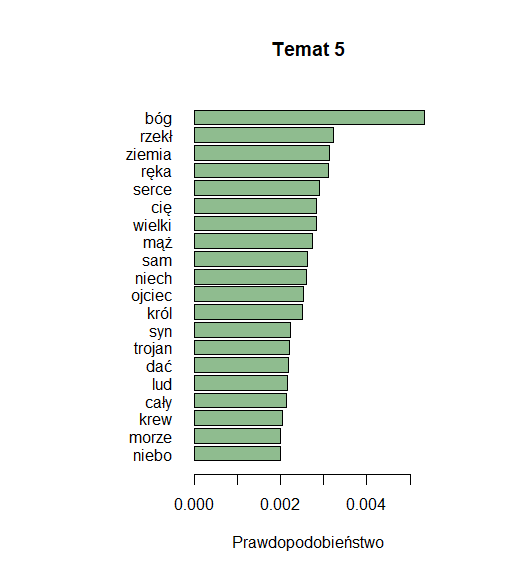 Temat 5
bóg
rzekł
ziemia
ręka
serce
cię
wielki
mąż
sam
niech
ojciec
król
syn
trojan
dać
lud
cały
krew
morze
niebo
0.000 0.002 0.004
Prawdopodobieństwo